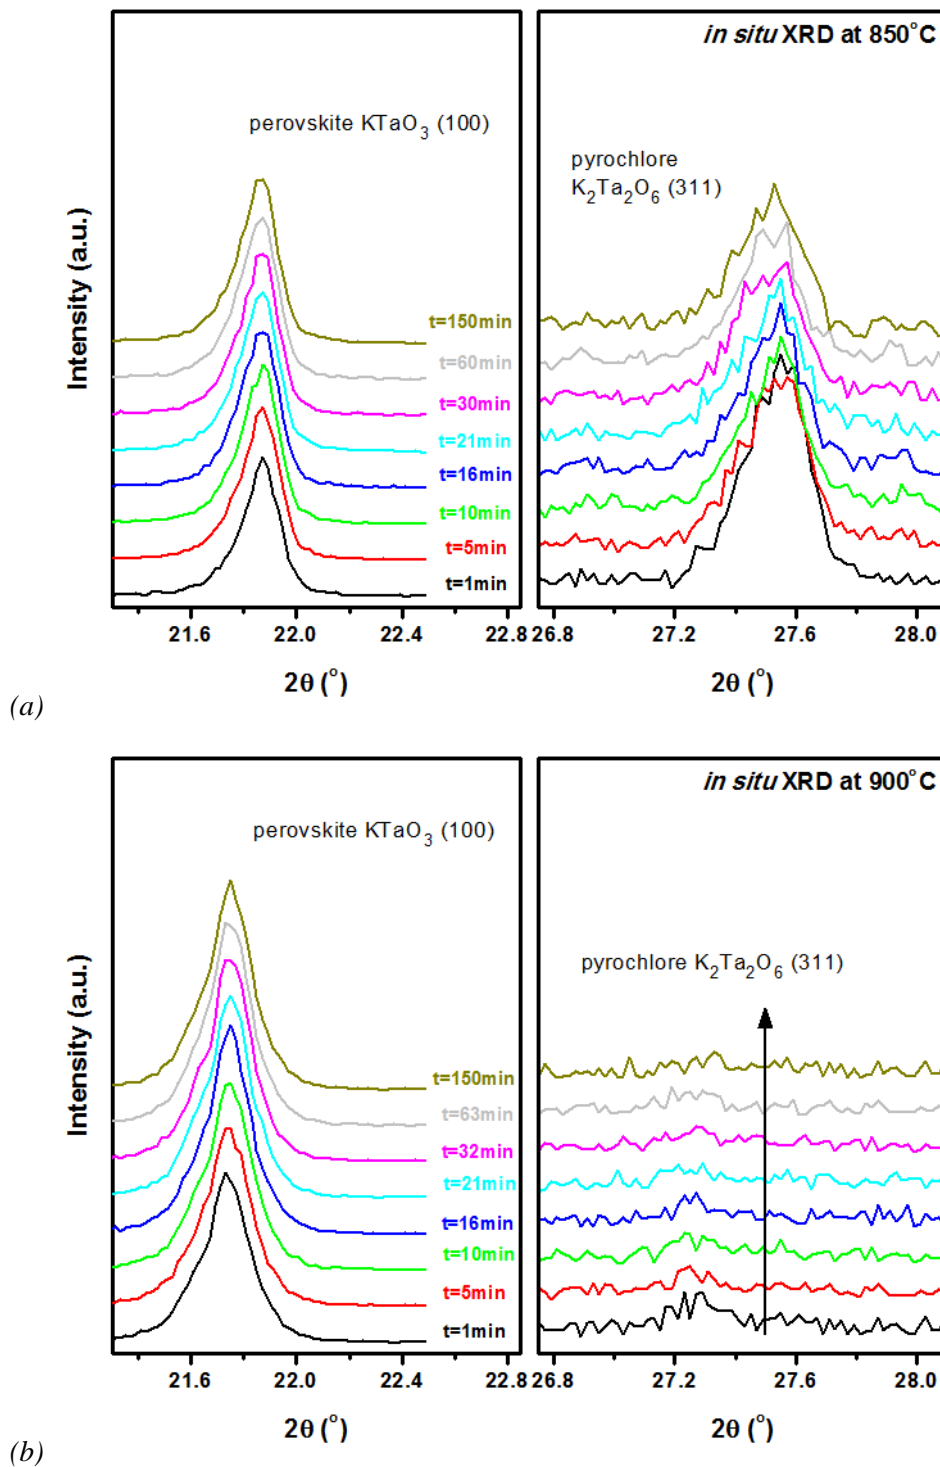 in situ XRD at 850°C
perovskite KTaO3 (100)
pyrochlore
K2Ta2O6 (311)
Intensity (a.u.)
t=150min
t=60min
t=30min
t=21min
t=16min
t=10min
t=5min
t=1min
21.6 22.0 22.4 22.8 26.8 27.2 27.6 28.0
2θ (°) 2θ (°)
(a)
in situ XRD at 900°C
perovskite KTaO3 (100)
pyrochlore K2Ta2O6 (311)
Intensity (a.u.)
t=150min
t=63min
t=32min
t=21min
t=16min
t=10min
t=5min
t=1min
21.6 22.0 22.4 22.8 26.8 27.2 27.6 28.0
2θ (°) 2θ (°)
(b)